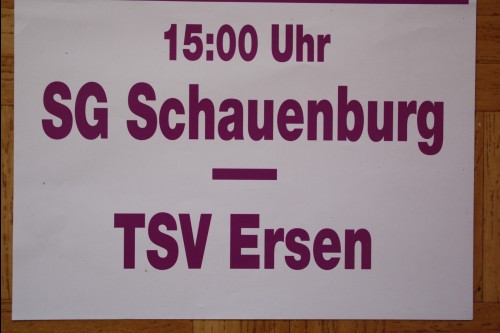 15:00 Uhr
SG Schauenburg
—
TSV Ersen